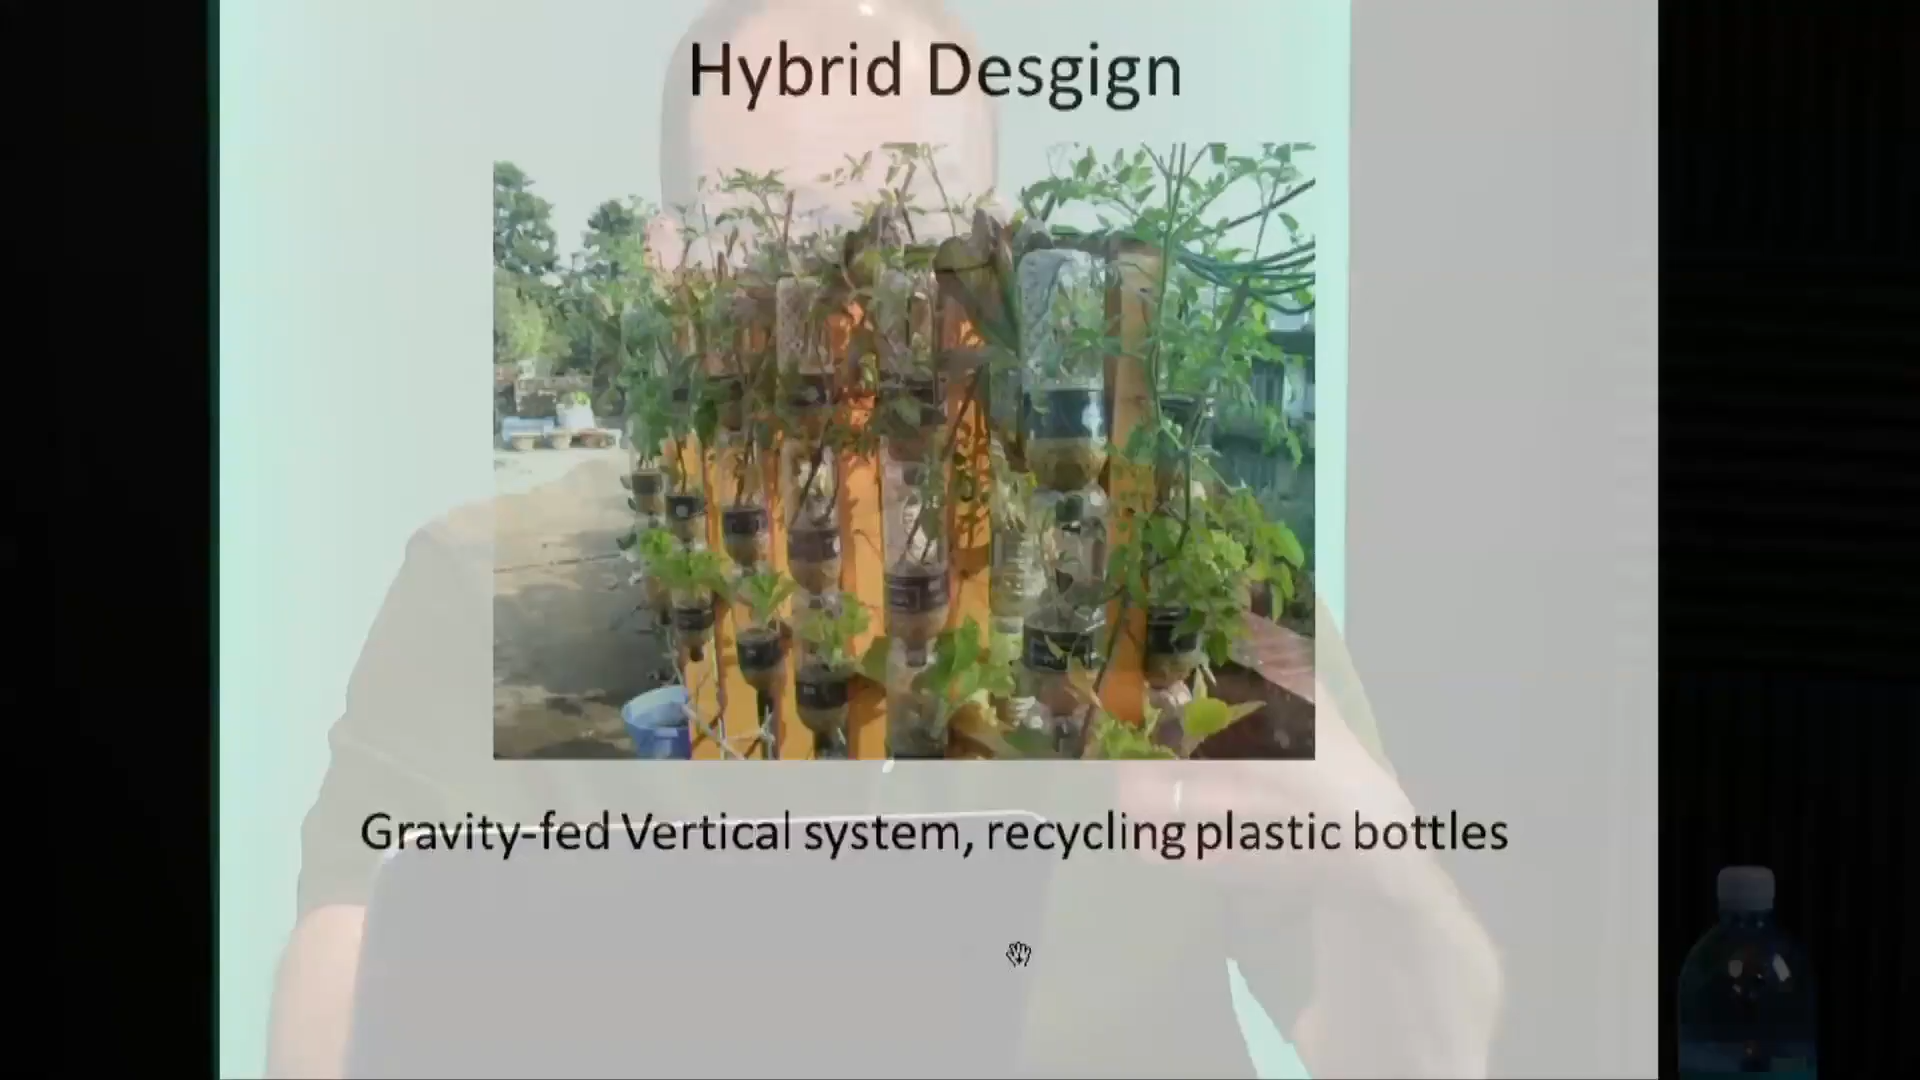 Hybrid Desgign
Gravity-fed Vertical system, recycling plastic bottles